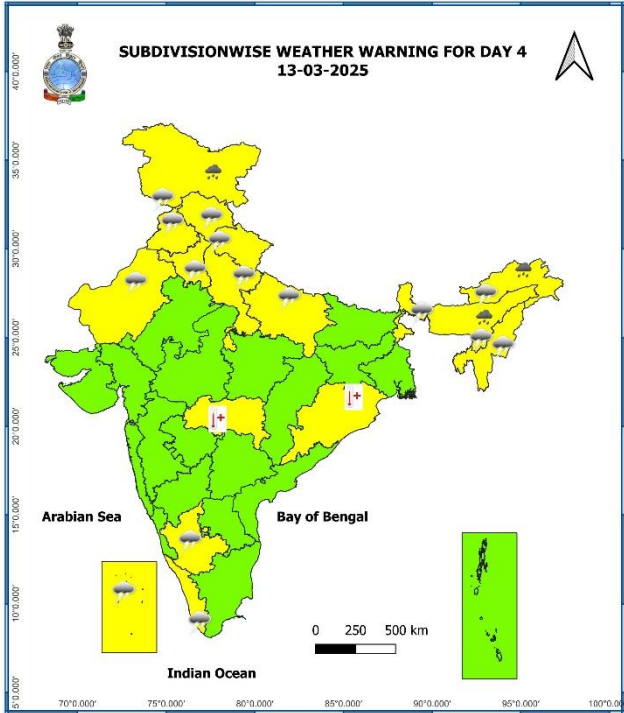 SUBDIVISIONWISE WEATHER WARNING FOR DAY 4
13-03-2025
40°0.000'
35°0.000'
30°0.000'
25°0.000'
20°0.000'
15°0.000'
10°0.000'
5°0.000'
Arabian Sea
Bay of Bengal
0 250 500 km
Indian Ocean
70°0.000' 75°0.000' 80°0.000' 85°0.000' 90°0.000' 95°0.000' 100°0.00